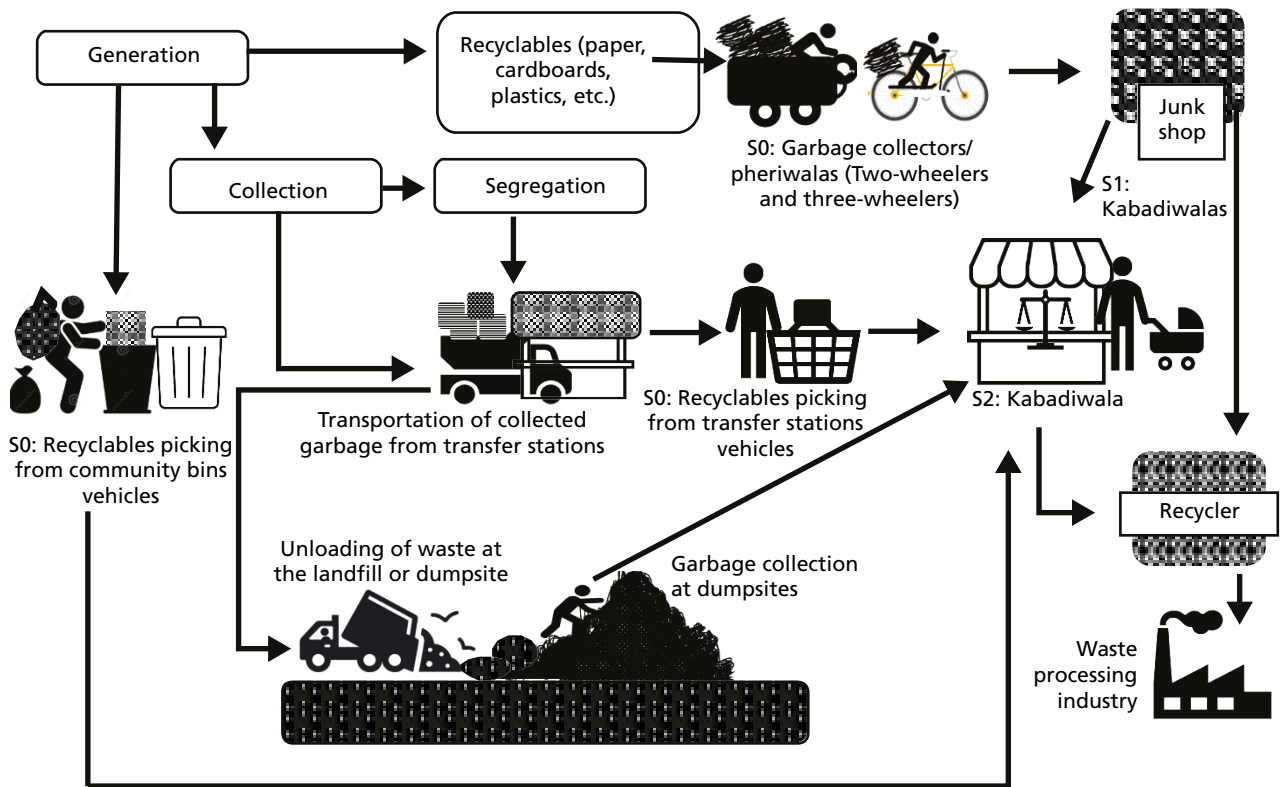 Generation
Recyclables (paper,
cardboards,
plastics, etc.)
S0: Garbage collectors/
pheriwalas (Two-wheelers
and three-wheelers)
Junk
shop
S1:
Kabadiwalas
Collection
Segregation
S0: Recyclables picking
from community bins
vehicles
Transportation of collected
garbage from transfer stations
S0: Recyclables picking
from transfer stations
vehicles
S2: Kabadiwala
Recycler
Unloading of waste at
the landfill or dumpsite
Garbage collection
at dumpsites
Waste
processing
industry